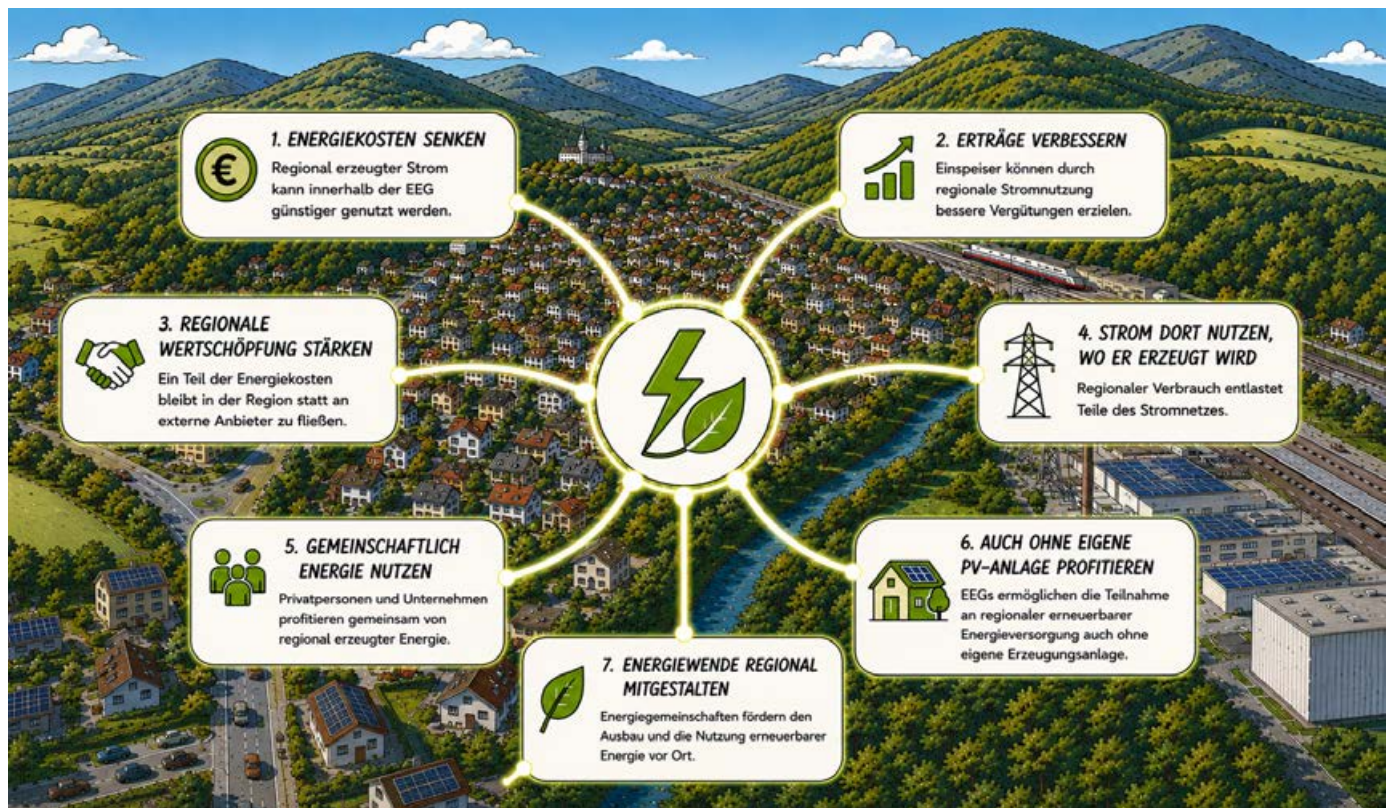 1. ENERGIEKOSTEN SENKEN
Regional erzeugter Strom
kann innerhalb der EEG
günstiger genutzt werden.
2. ERTRÄGE VERBESSERN
Einspeiser können durch
regionale Stromnutzung
bessere Vergütungen erzielen.
3. REGIONALE
WERTSCHÖPFUNG STÄRKEN
Ein Teil der Energiekosten
bleibt in der Region statt an
externe Anbieter zu fließen.
4. STROM DORT NUTZEN,
WO ER ERZEUGT WIRD
Regionaler Verbrauch entlastet
Teile des Stromnetzes.
5. GEMEINSCHAFTLICH
ENERGIE NUTZEN
Privatpersonen und Unternehmen
profitieren gemeinsam von
regional erzeugter Energie.
6. AUCH OHNE EIGENE
PV-ANLAGE PROFITIEREN
EEGs ermöglichen die Teilnahme
an regionaler erneuerbarer
Energieversorgung auch ohne
eigene Erzeugungsanlage.
7. ENERGIEWENDE REGIONAL
MITGESTALTEN
Energiegemeinschaften fördern den
Ausbau und die Nutzung erneuerbarer
Energie vor Ort.
€